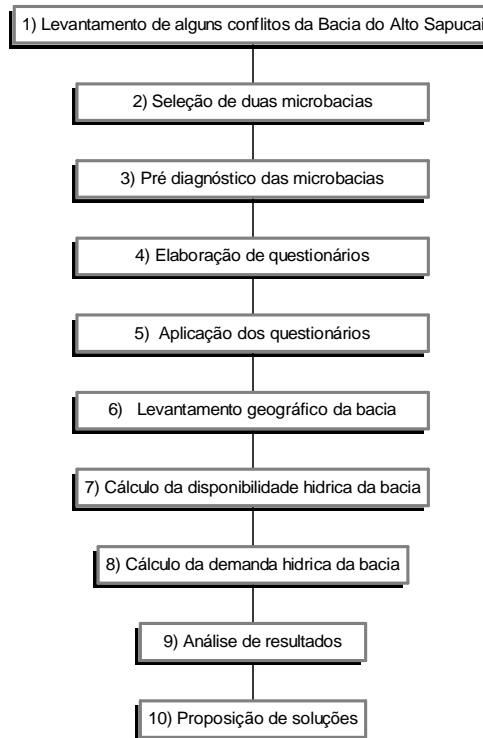 1) Levantamento de alguns conflitos da Bacia do Alto Sapucai
2) Seleção de duas microbacias
3) Pré diagnóstico das microbacias
4) Elaboração de questionários
5) Aplicação dos questionários
6) Levantamento geográfico da bacia
7) Cálculo da disponibilidade hidrica da bacia
8) Cálculo da demanda hidrica da bacia
9) Análise de resultados
10) Proposição de soluções